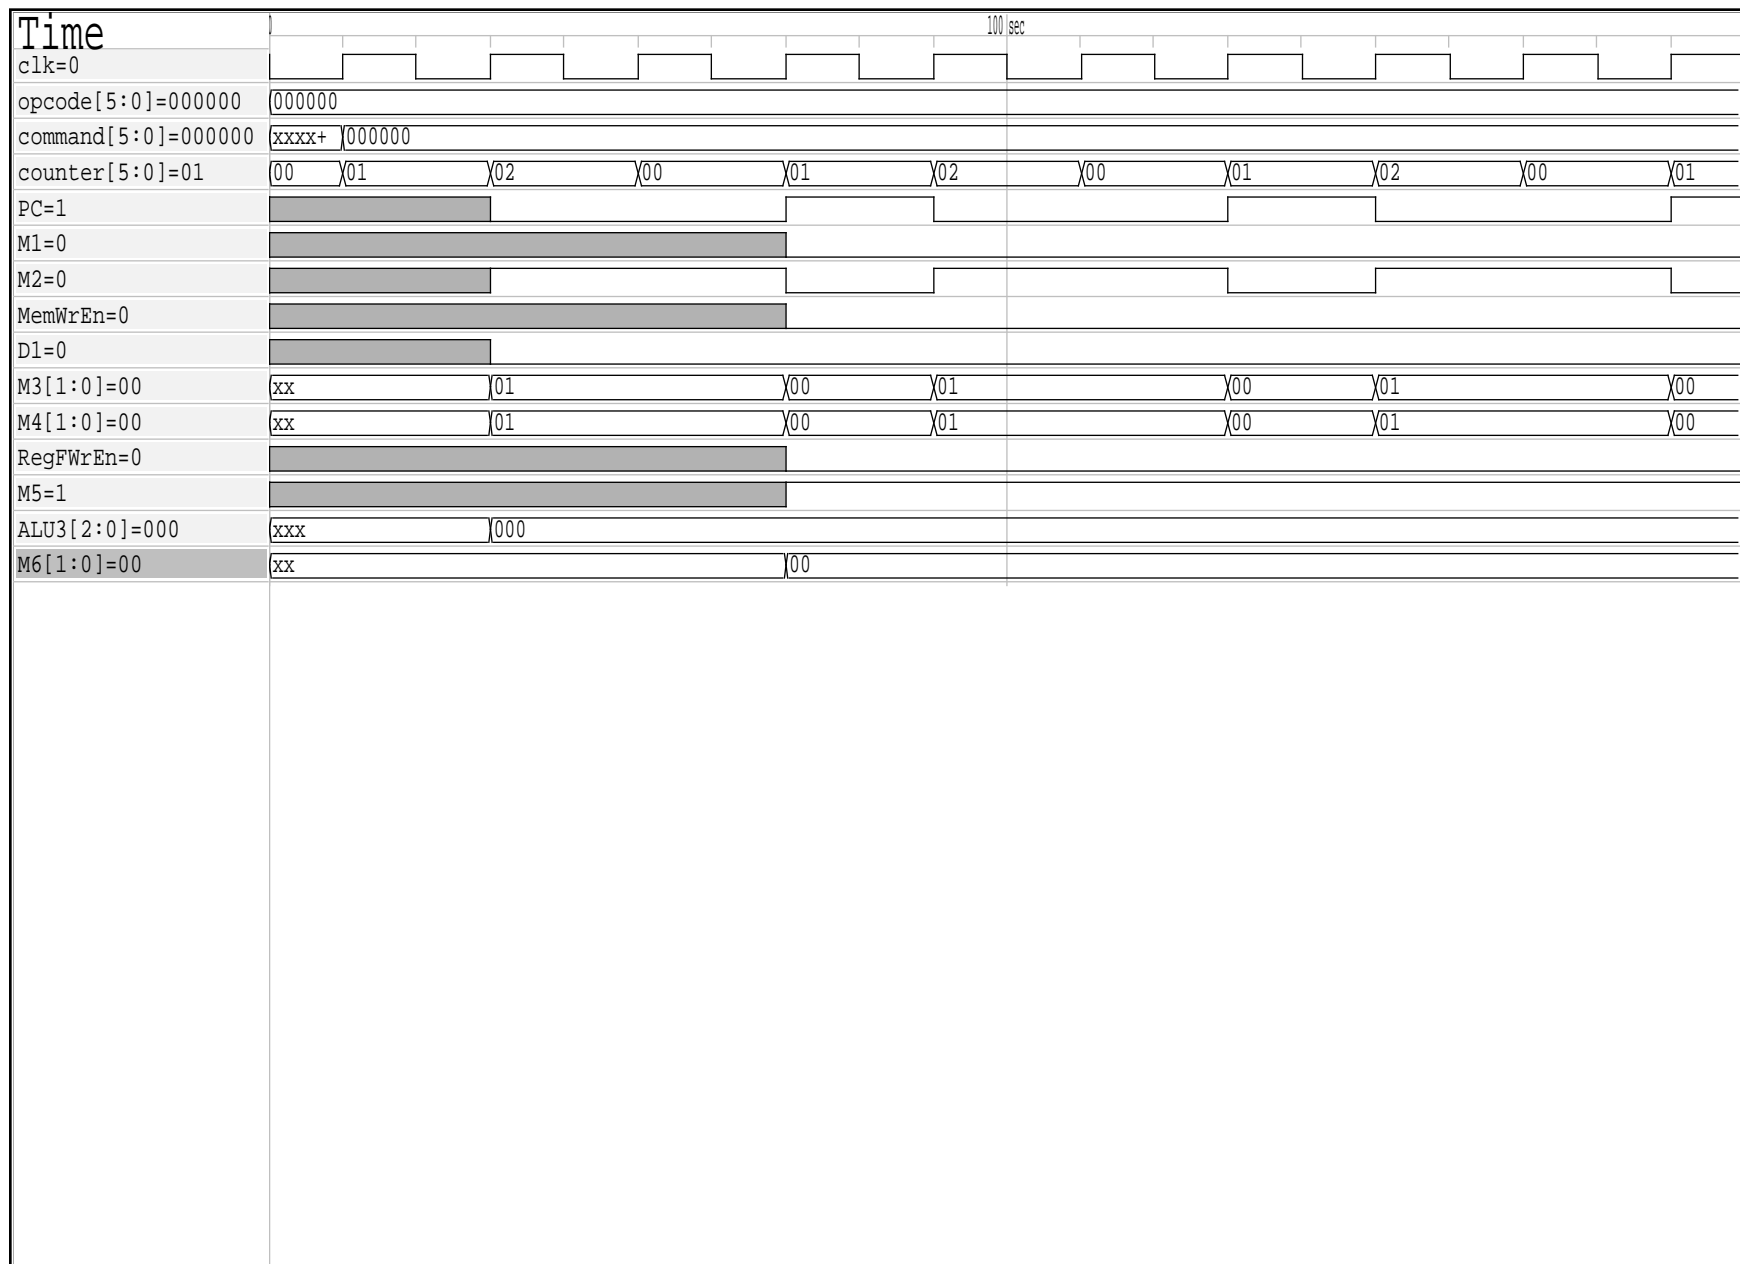 Time
0 100 sec
clk=0
opcode[5:0]=000000 000000
command[5:0]=000000 xxxx+ 000000
counter[5:0]=01 00 01 02 00 01 02 00 01 02 00 01
PC=1
M1=0
M2=0
MemWrEn=0
D1=0
M3[1:0]=00 xx 01 00 01 00 01 00
M4[1:0]=00 xx 01 00 01 00 01 00
RegFWrEn=0
M5=1
ALU3[2:0]=000 xxx 000
M6[1:0]=00 xx 00